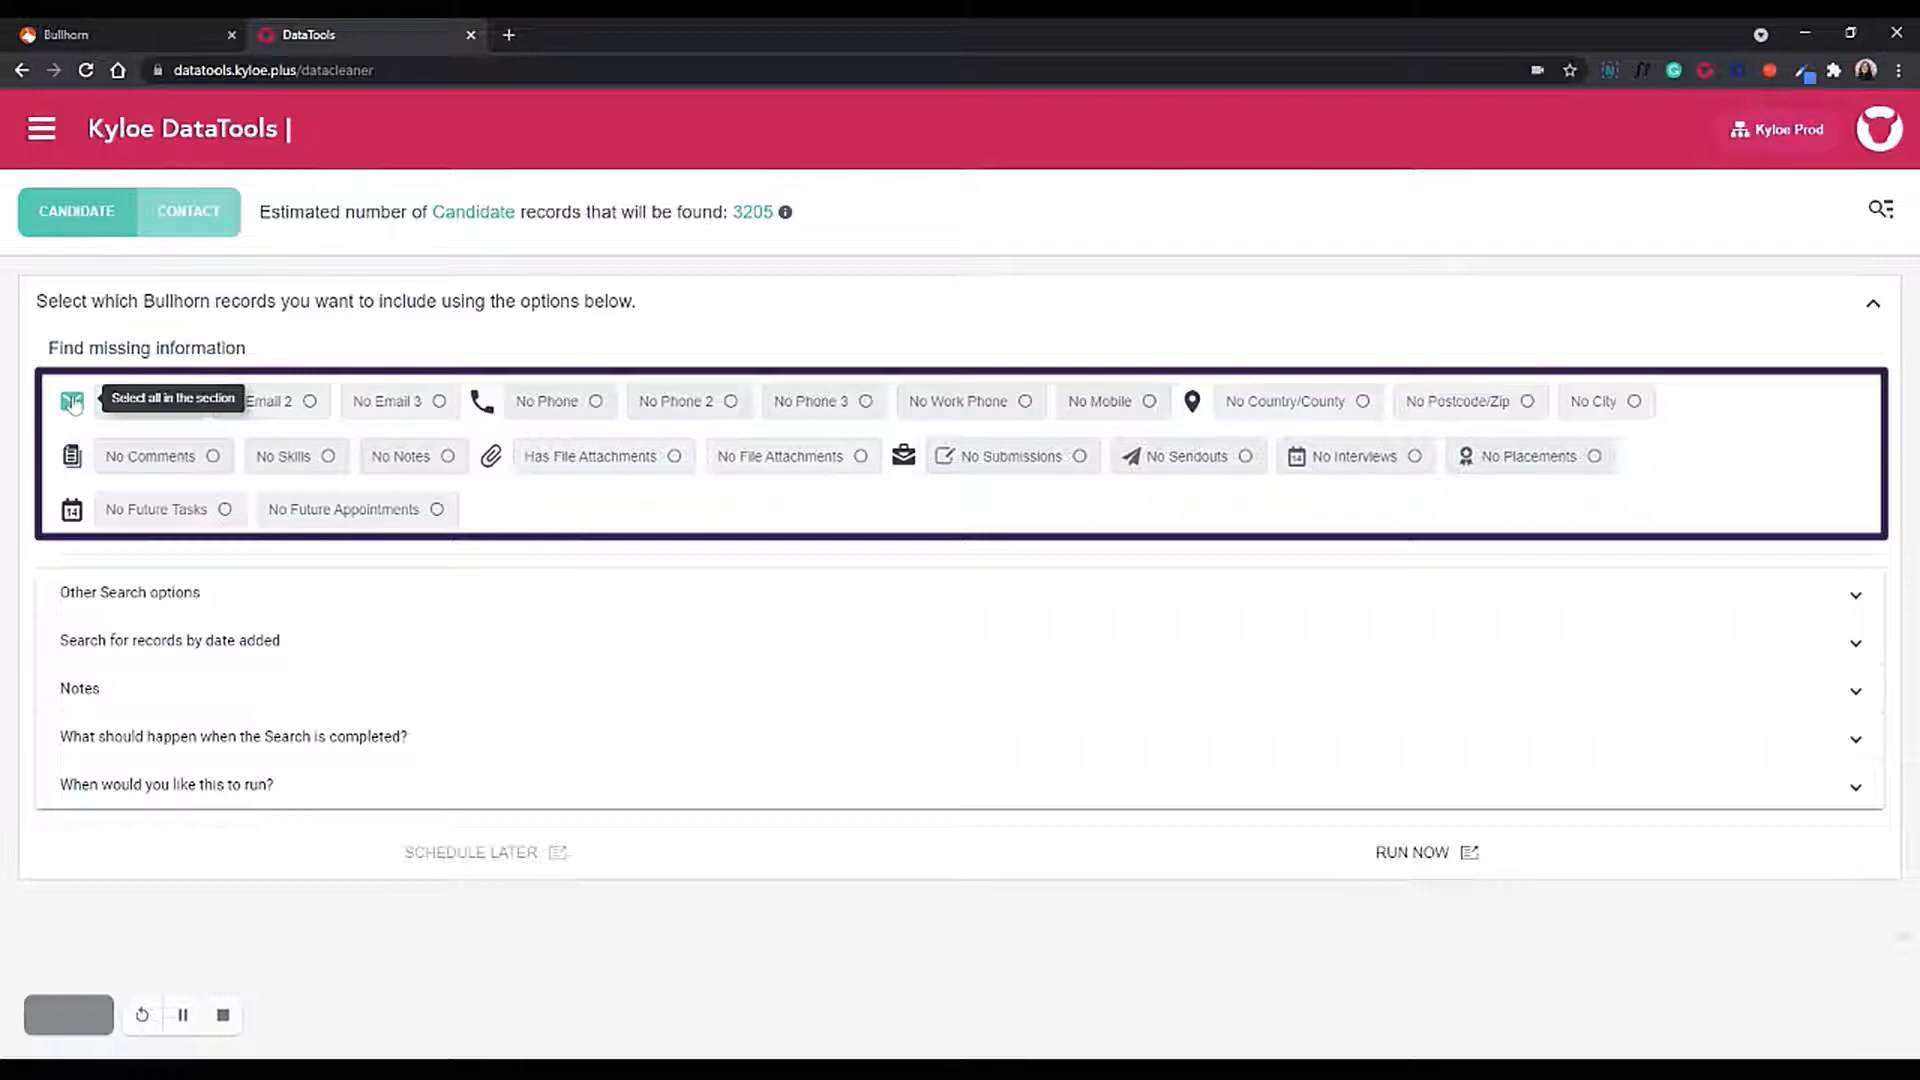 Bullhorn
DataTools
datatools.kyloe.plus/datacleaner
Kyloe DataTools |
Kyloe Prod
CANDIDATE
CONTACT
Estimated number of Candidate records that will be found: 3205
Select which Bullhorn records you want to include using the options below.
Find missing information
Select all in the section
Email 2
No Email 3
No Phone
No Phone 2
No Phone 3
No Work Phone
No Mobile
No Country/County
No Postcode/Zip
No City
No Comments
No Skills
No Notes
Has File Attachments
No File Attachments
No Submissions
No Sendouts
14
No Interviews
No Placements
14
No Future Tasks
No Future Appointments
Other Search options
Search for records by date added
Notes
What should happen when the Search is completed?
When would you like this to run?
SCHEDULE LATER
RUN NOW